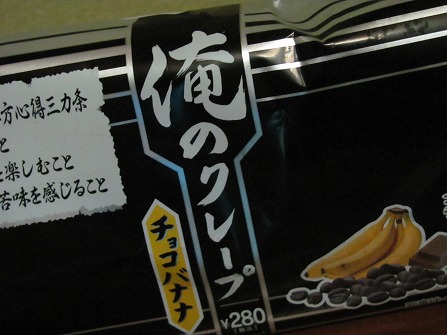 方心得三カ条
と
楽しむこと
苦味を感じること
俺のクレープ
チョコバナナ
¥280